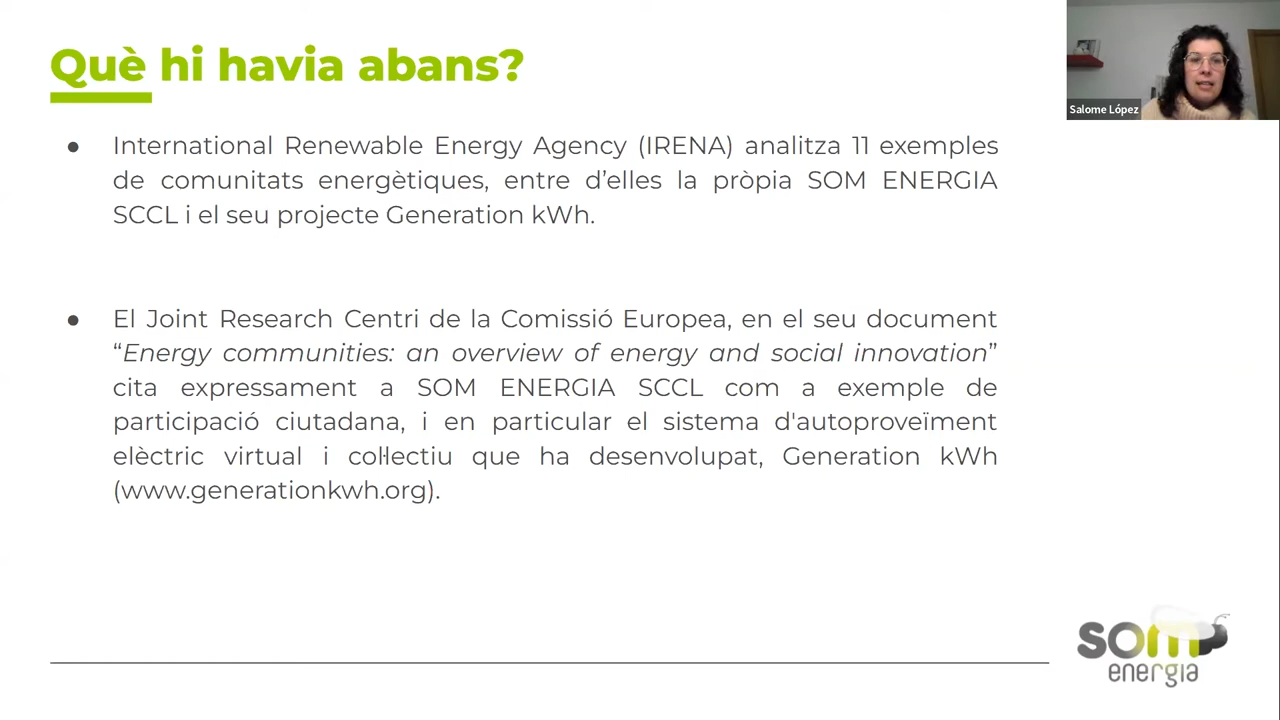 Què hi havia abans?
Salome López
● International Renewable Energy Agency (IRENA) analitza 11 exemples
de comunitats energètiques, entre d’elles la pròpia SOM ENERGIA
SCCL i el seu projecte Generation kWh.
● El Joint Research Centri de la Comissió Europea, en el seu document
“Energy communities: an overview of energy and social innovation”
cita expressament a SOM ENERGIA SCCL com a exemple de
participació ciutadana, i en particular el sistema d'autoproveïment
elèctric virtual i col·lectiu que ha desenvolupat, Generation kWh
(www.generationkwh.org).
som
energia